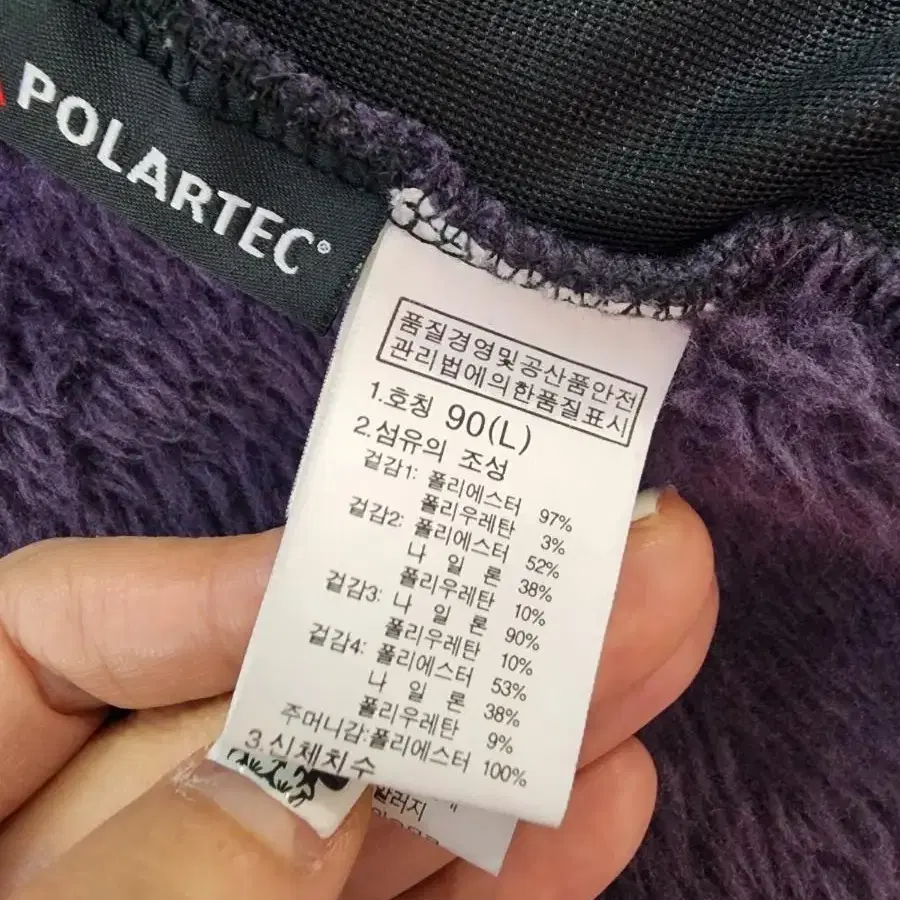 POLARTEC®
품질경영및공산품안전
관리법에의한품질표시
1.호칭 90(L)
2.섬유의 조성
겉감1: 폴리에스터 97%
폴리우레탄 3%
겉감2: 폴리에스터 52%
나 일 론 38%
폴리우레탄 10%
겉감3: 나 일 론 90%
폴리우레탄 10%
겉감4: 폴리에스터 53%
나 일 론 38%
폴리우레탄 9%
주머니감:폴리에스터 100%
3.신체치수